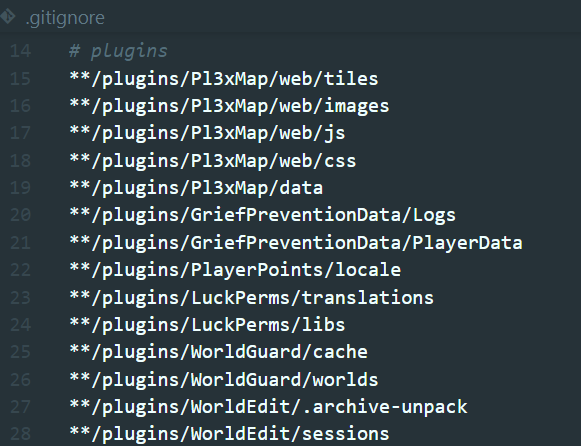 .gitignore
14 # plugins
15 **/plugins/Pl3xMap/web/tiles
16 **/plugins/Pl3xMap/web/images
17 **/plugins/Pl3xMap/web/js
18 **/plugins/Pl3xMap/web/css
19 **/plugins/Pl3xMap/data
20 **/plugins/GriefPreventionData/Logs
21 **/plugins/GriefPreventionData/PlayerData
22 **/plugins/PlayerPoints/locale
23 **/plugins/LuckPerms/translations
24 **/plugins/LuckPerms/libs
25 **/plugins/WorldGuard/cache
26 **/plugins/WorldGuard/worlds
27 **/plugins/WorldEdit/.archive-unpack
28 **/plugins/WorldEdit/sessions